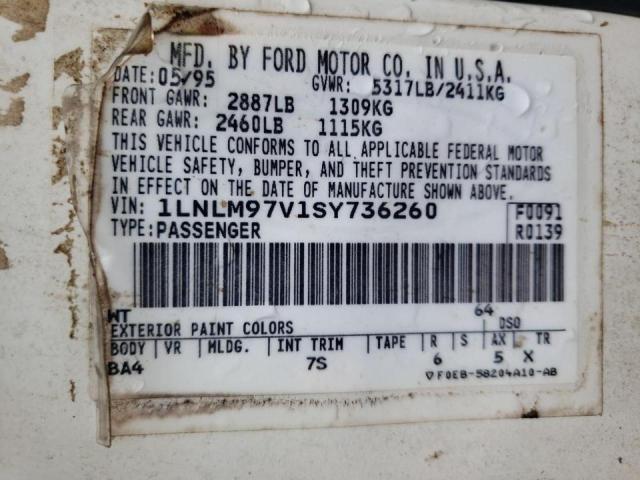 MFD. BY FORD MOTOR CO. IN U.S.A.
DATE: 05/95 GVWR: 5317LB/2411KG
FRONT GAWR: 2887LB 1309KG
REAR GAWR: 2460LB 1115KG
THIS VEHICLE CONFORMS TO ALL APPLICABLE FEDERAL MOTOR
VEHICLE SAFETY, BUMPER, AND THEFT PREVENTION STANDARDS
IN EFFECT ON THE DATE OF MANUFACTURE SHOWN ABOVE.
VIN: 1LNLM97V1SY736260 F0091
TYPE: PASSENGER R0139
WT 64
EXTERIOR PAINT COLORS DSO
BODY VR MLDG. INT TRIM TAPE R S AX TR
BA4 7S 6 5 X
▽ F0EB-58204A10-AB